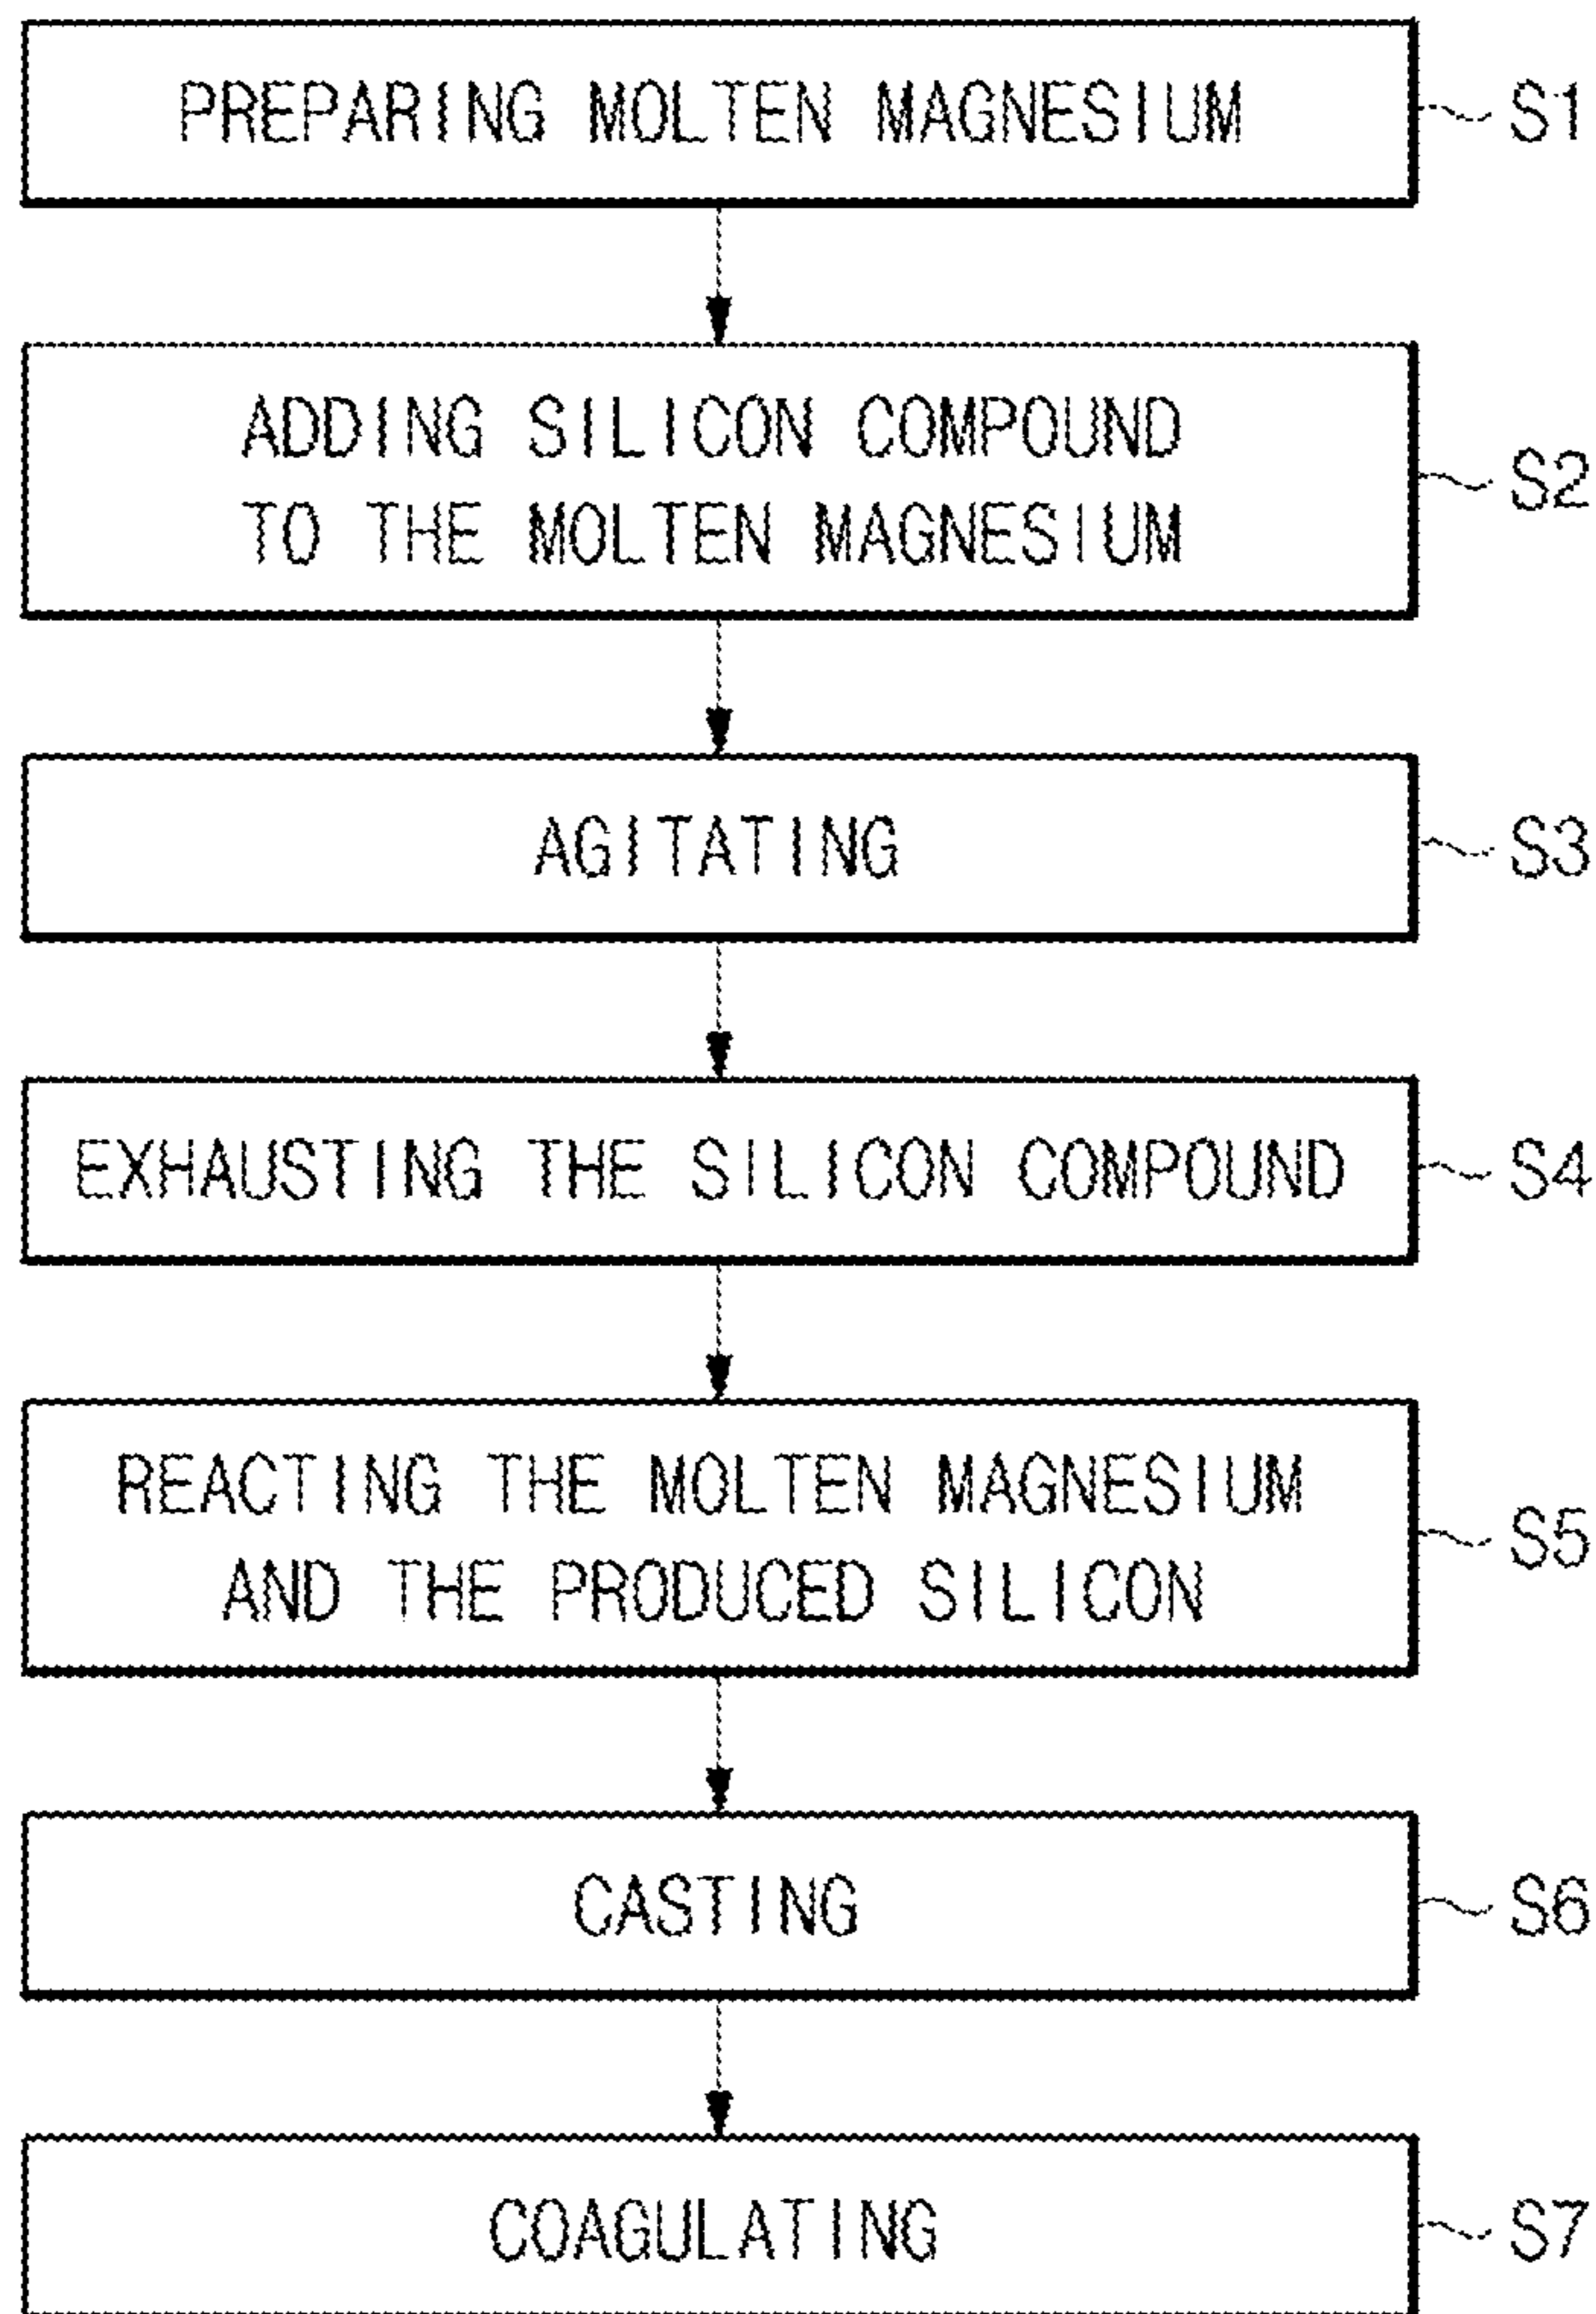 PREPARING MOLTEN MAGNESIUM
S1
ADDING SILICON COMPOUND
TO THE MOLTEN MAGNESIUM
S2
AGITATING
S3
EXHAUSTING THE SILICON COMPOUND
S4
REACTING THE MOLTEN MAGNESIUM
AND THE PRODUCED SILICON
S5
CASTING
S6
COAGULATING
S7